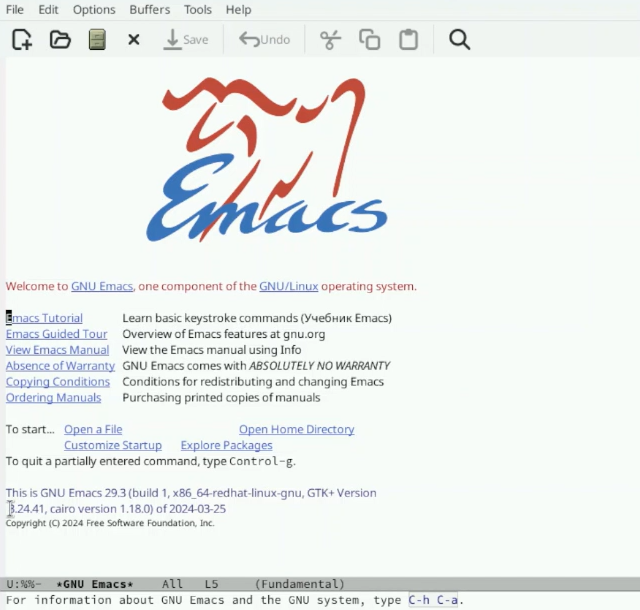 File Edit Options Buffers Tools Help
Save Undo
Emacs
Welcome to GNU Emacs, one component of the GNU/Linux operating system.
Emacs Tutorial Learn basic keystroke commands (Учебник Emacs)
Emacs Guided Tour Overview of Emacs features at gnu.org
View Emacs Manual View the Emacs manual using Info
Absence of Warranty GNU Emacs comes with ABSOLUTELY NO WARRANTY
Copying Conditions Conditions for redistributing and changing Emacs
Ordering Manuals Purchasing printed copies of manuals
To start... Open a File Open Home Directory
Customize Startup Explore Packages
To quit a partially entered command, type Control-g.
This is GNU Emacs 29.3 (build 1, x86_64-redhat-linux-gnu, GTK+ Version
3.24.41, cairo version 1.18.0) of 2024-03-25
Copyright (C) 2024 Free Software Foundation, Inc.
U:%%- *GNU Emacs* All L5 (Fundamental)
For information about GNU Emacs and the GNU system, type C-h C-a.